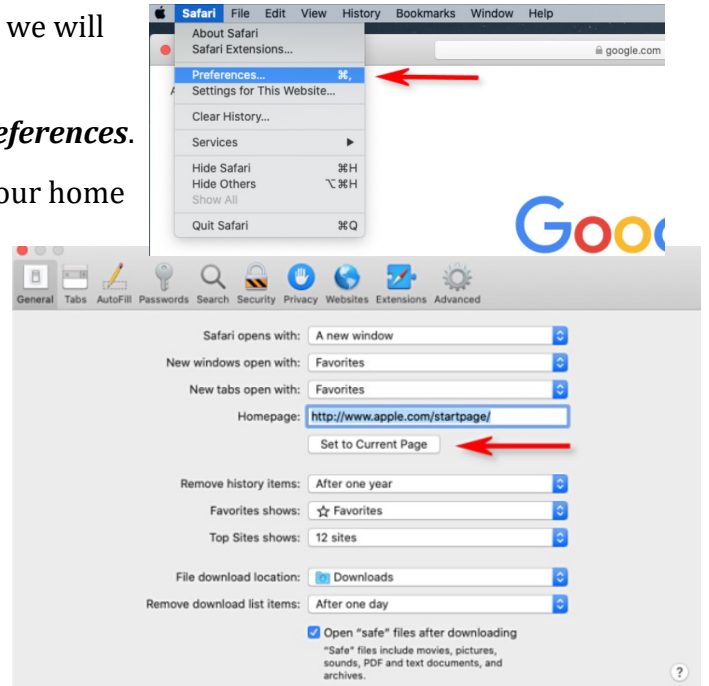 we will
eferences.
our home
Safari File Edit View History Bookmarks Window Help
About Safari
Safari Extensions...
google.com
Preferences... ⌘,
Settings for This Website...
Clear History...
Services ▶
Hide Safari ⌘H
Hide Others ⌥⌘H
Show All
Quit Safari ⌘Q
Goo
General Tabs AutoFill Passwords Search Security Privacy Websites Extensions Advanced
Safari opens with: A new window
New windows open with: Favorites
New tabs open with: Favorites
Homepage: http://www.apple.com/startpage/
Set to Current Page
Remove history items: After one year
Favorites shows: ☆ Favorites
Top Sites shows: 12 sites
File download location: Downloads
Remove download list items: After one day
Open “safe” files after downloading
“Safe” files include movies, pictures,
sounds, PDF and text documents, and
archives.
?